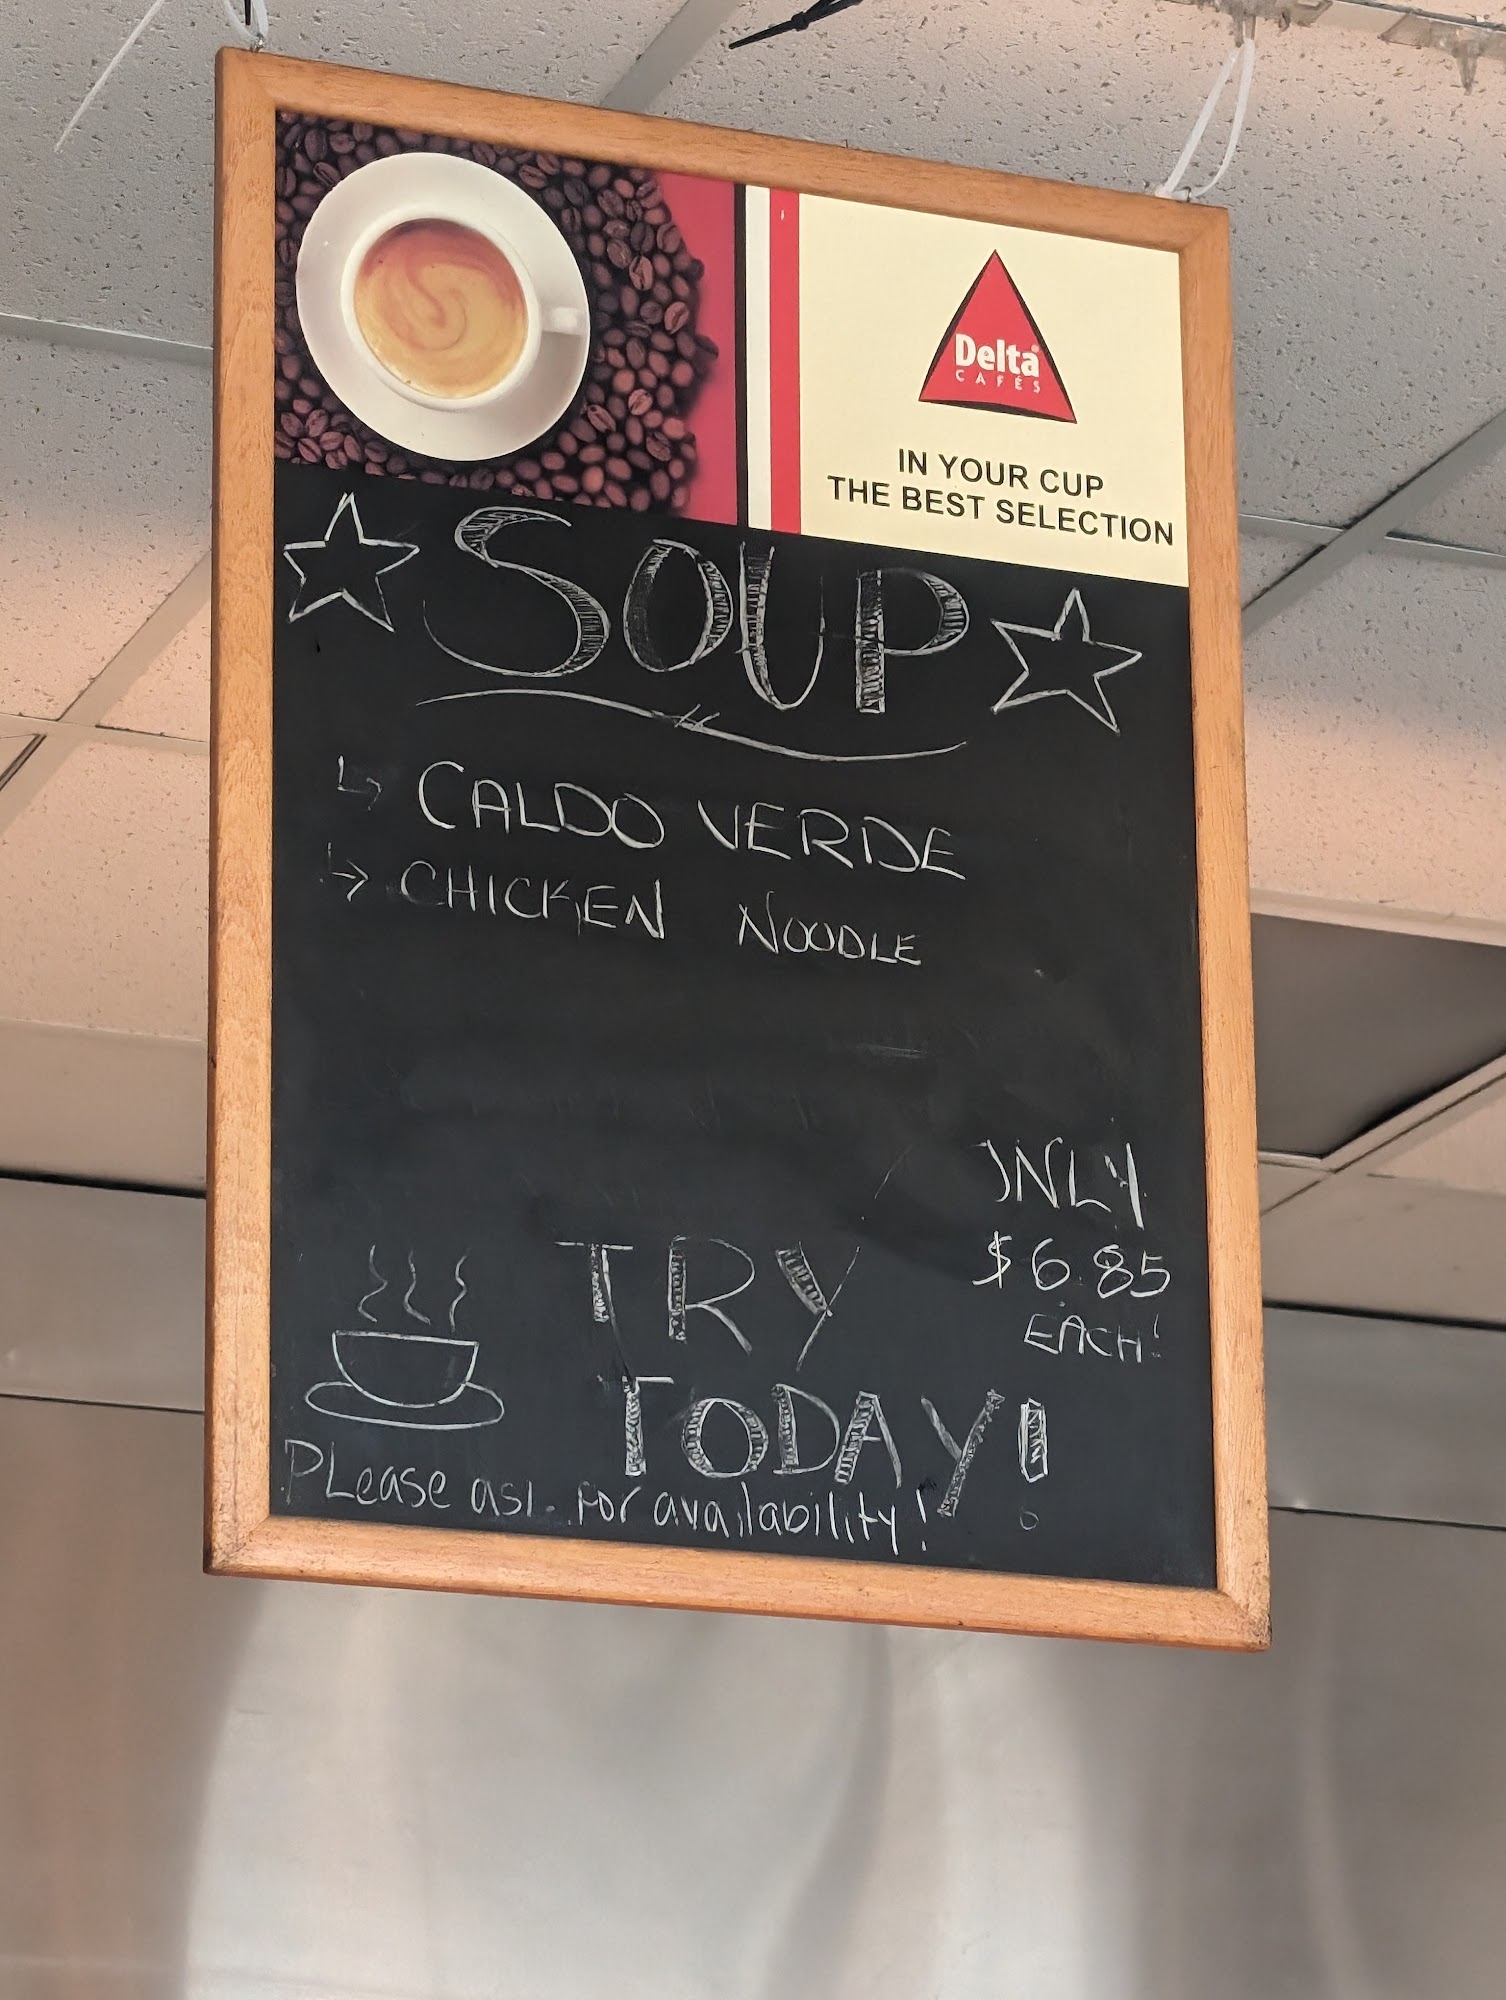 Delta
CAFÉS
IN YOUR CUP
THE BEST SELECTION
SOUP
CALDO VERDE
CHICKEN NOODLE
ONLY
$6.85
EACH!
TRY
TODAY!
PLease ask for availability!